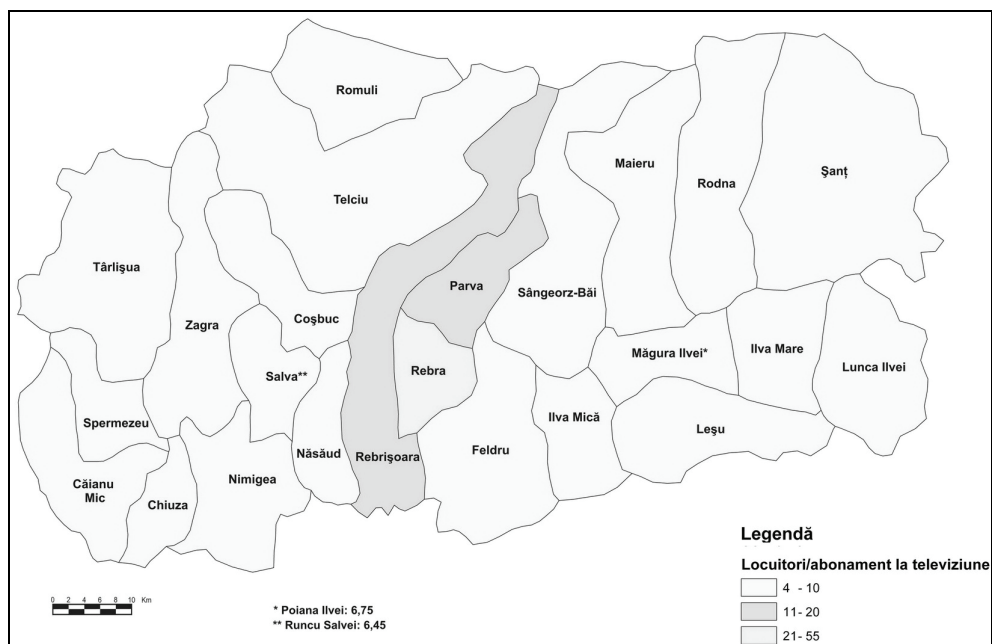 Romuli
Maieru
Rodna
Şanţ
Telciu
Târlişua
Parva
Sângeorz-Băi
Zagra
Coşbuc
Măgura Ilvei*
Ilva Mare
Lunca Ilvei
Salva**
Rebra
Spermezeu
Ilva Mică
Leşu
Năsăud
Rebrişoara
Feldru
Căianu
Mic
Chiuza
Nimigea
Legendă
Locuitori/abonament la televiziune
4 - 10
11- 20
21- 55
0 2 4 6 8 10 Km
* Poiana Ilvei: 6,75
** Runcu Salvei: 6,45